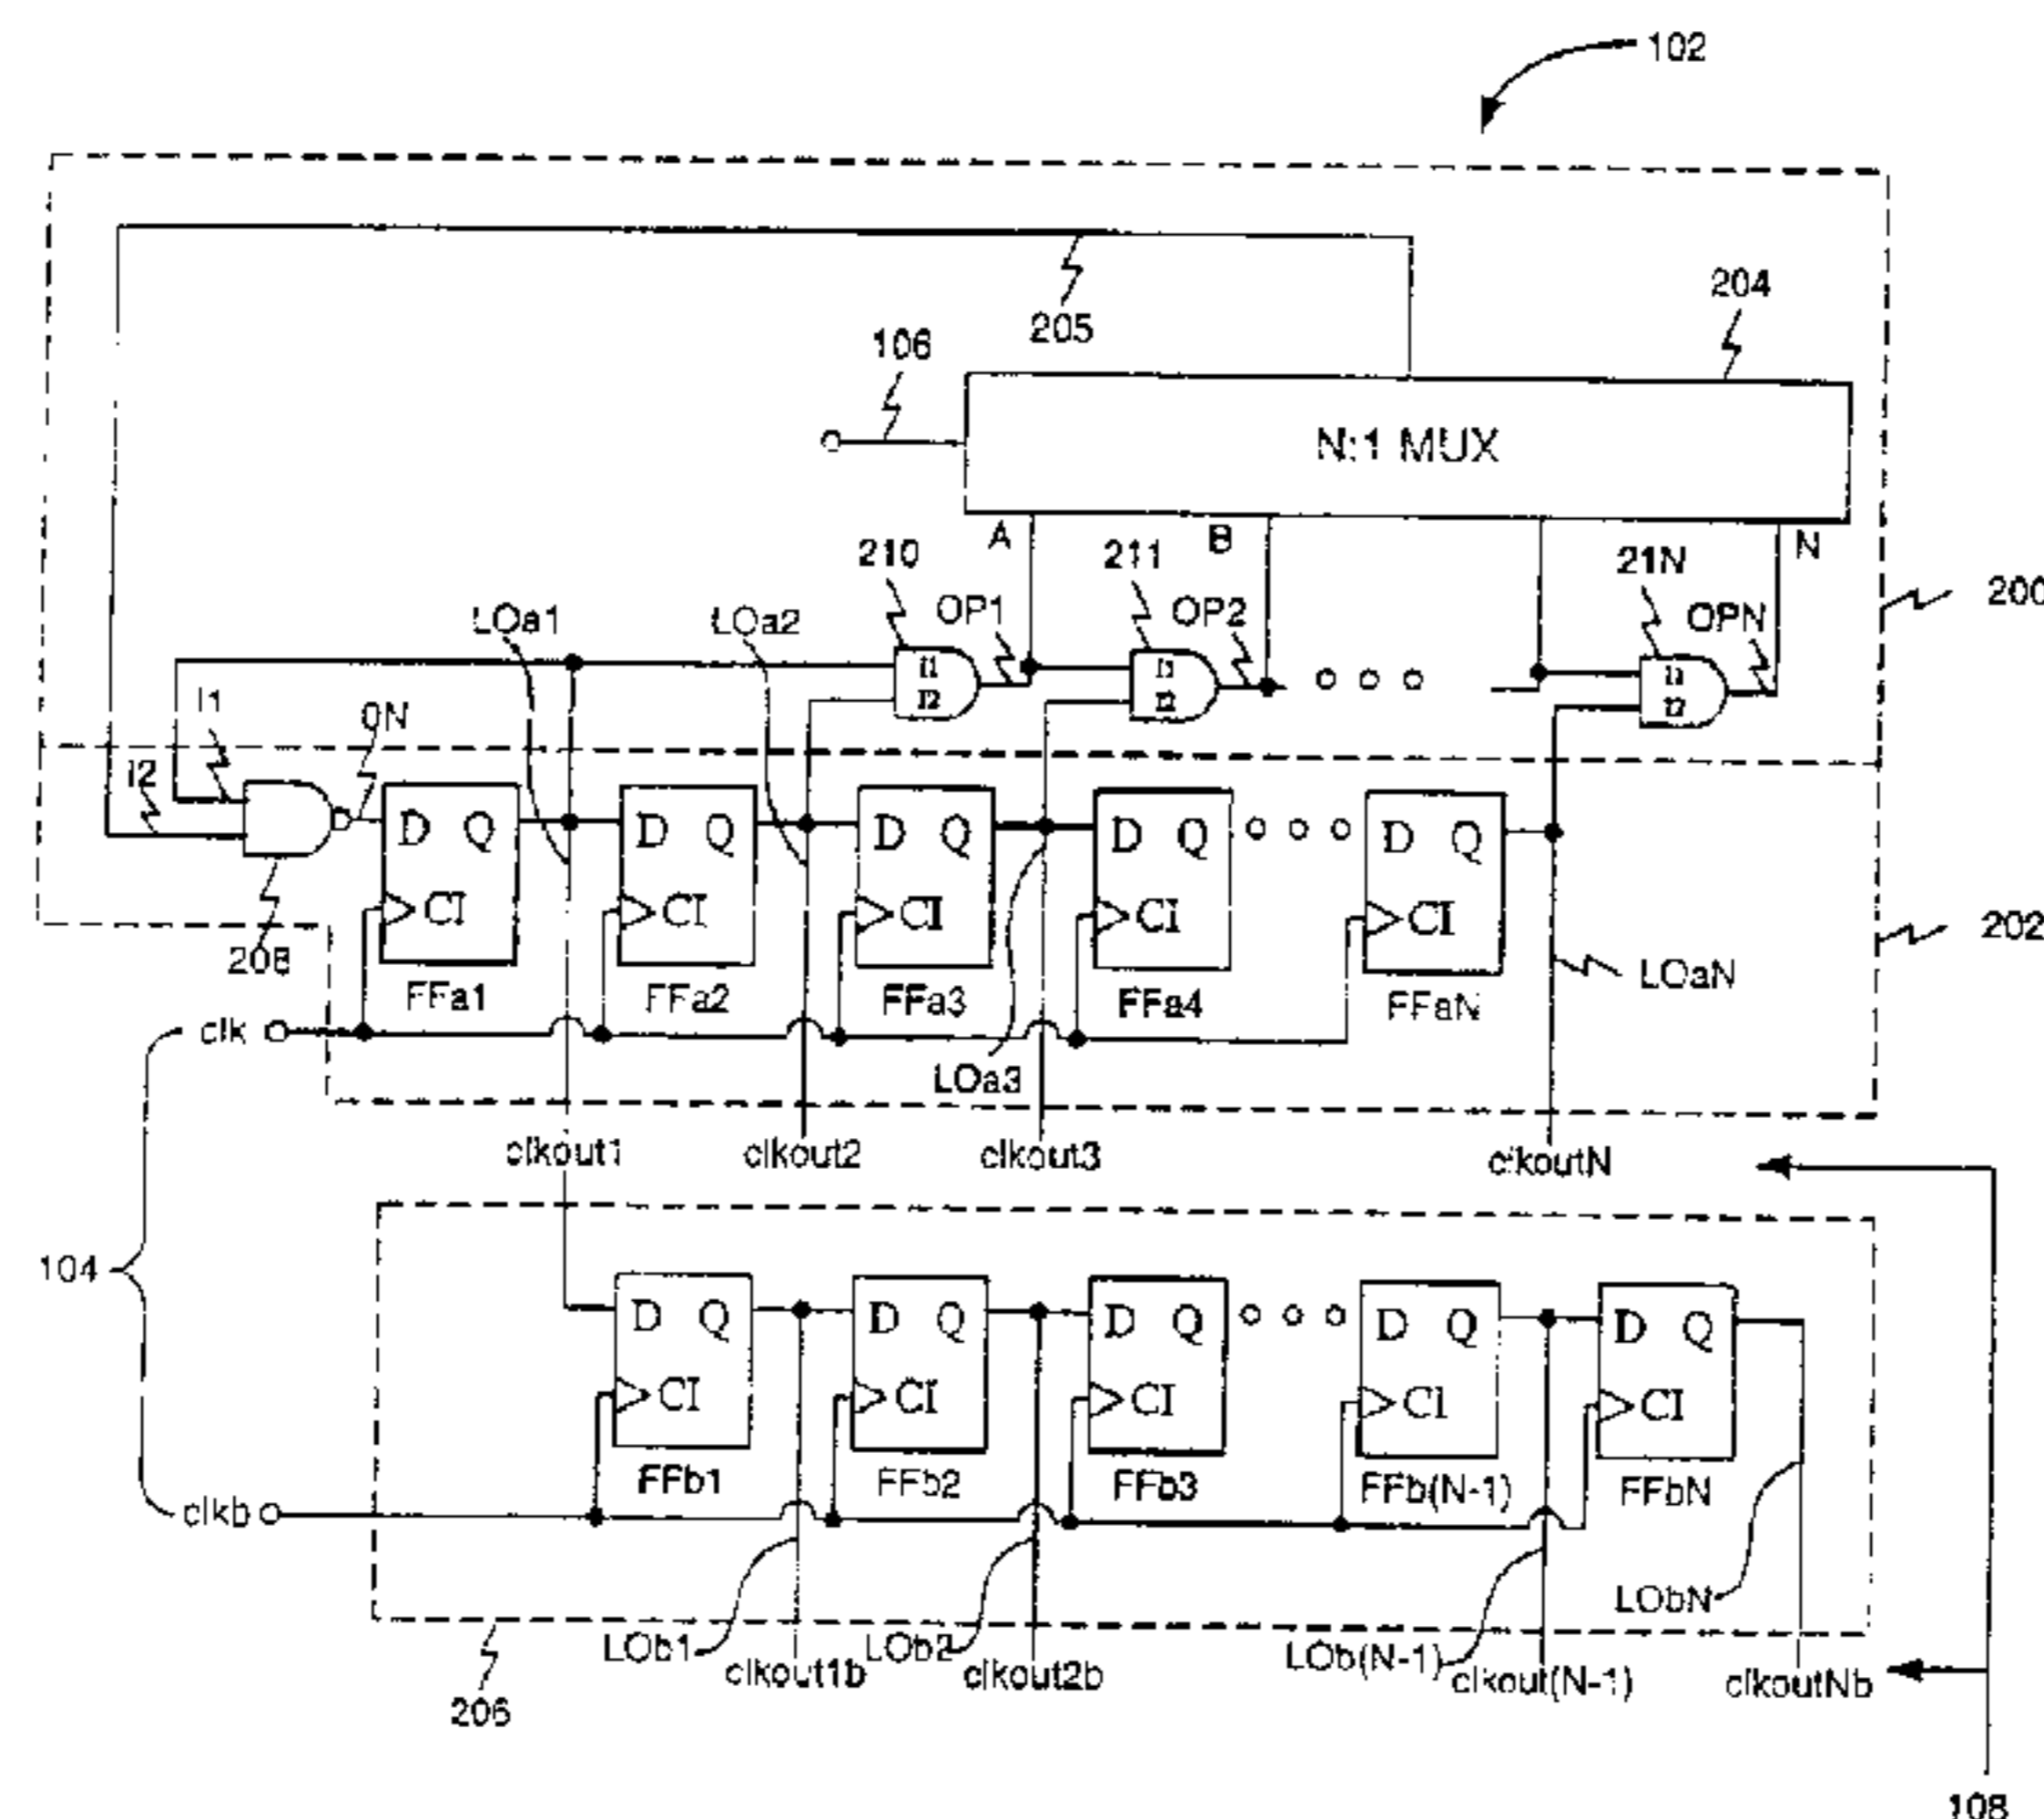 102
205
204
106
N:1 MUX
A B N
210 211 21N
OP1 OP2 OPN
200
LOa1 LOa2
I1 I2 I1 I2 I1 I2
I1 0N
I2
D Q D Q D Q D Q D Q
CI CI CI CI CI
208
202
FFa1 FFa2 FFa3 FFa4 FFaN
LOaN
clk
LOa3
clkout1 clkout2 clkout3 clkoutN
104
D Q D Q D Q D Q D Q
CI CI CI CI CI
FFb1 FFb2 FFb3 FFb(N-1) FFbN
clkb
LObN
LOb1 LOb2 LOb(N-1)
clkout1b clkout2b clkout(N-1) clkoutNb
206
108